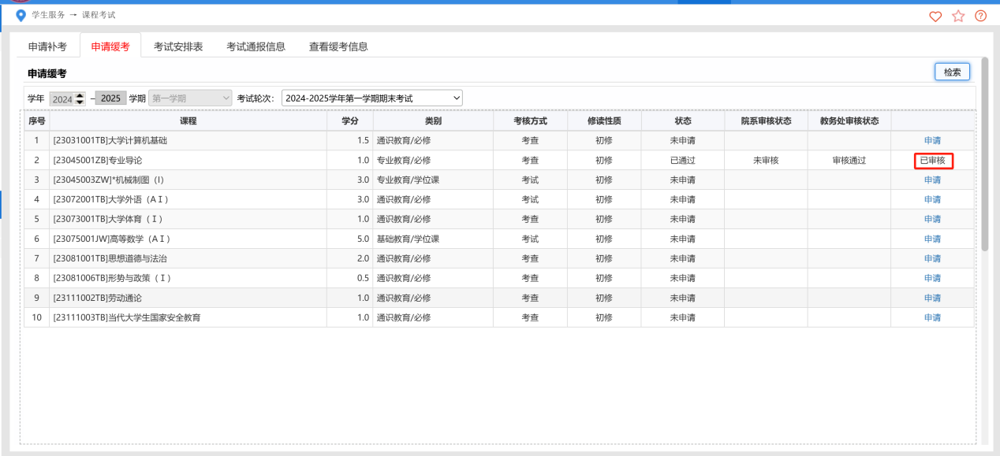 学生服务 → 课程考试
申请补考 申请缓考 考试安排表 考试通报信息 查看缓考信息
申请缓考 检索
学年 2024 – 2025 学期 第一学期 考试轮次: 2024-2025学年第一学期期末考试
序号 课程 学分 类别 考核方式 修读性质 状态 院系审核状态 教务处审核状态
1 [23031001TB]大学计算机基础 1.5 通识教育/必修 考查 初修 未申请 申请
2 [23045001ZB]专业导论 1.0 专业教育/必修 考查 初修 已通过 未审核 审核通过 已审核
3 [23045003ZW]*机械制图（I） 3.0 专业教育/学位课 考试 初修 未申请 申请
4 [23072001TB]大学外语（A I ） 3.0 通识教育/必修 考试 初修 未申请 申请
5 [23073001TB]大学体育（ I ） 1.0 通识教育/必修 考查 初修 未申请 申请
6 [23075001JW]高等数学（A I ） 5.0 基础教育/学位课 考试 初修 未申请 申请
7 [23081001TB]思想道德与法治 2.0 通识教育/必修 考查 初修 未申请 申请
8 [23081006TB]形势与政策（ I ） 0.5 通识教育/必修 考查 初修 未申请 申请
9 [23111002TB]劳动通论 1.0 通识教育/必修 考查 初修 未申请 申请
10 [23111003TB]当代大学生国家安全教育 1.0 通识教育/必修 考查 初修 未申请 申请